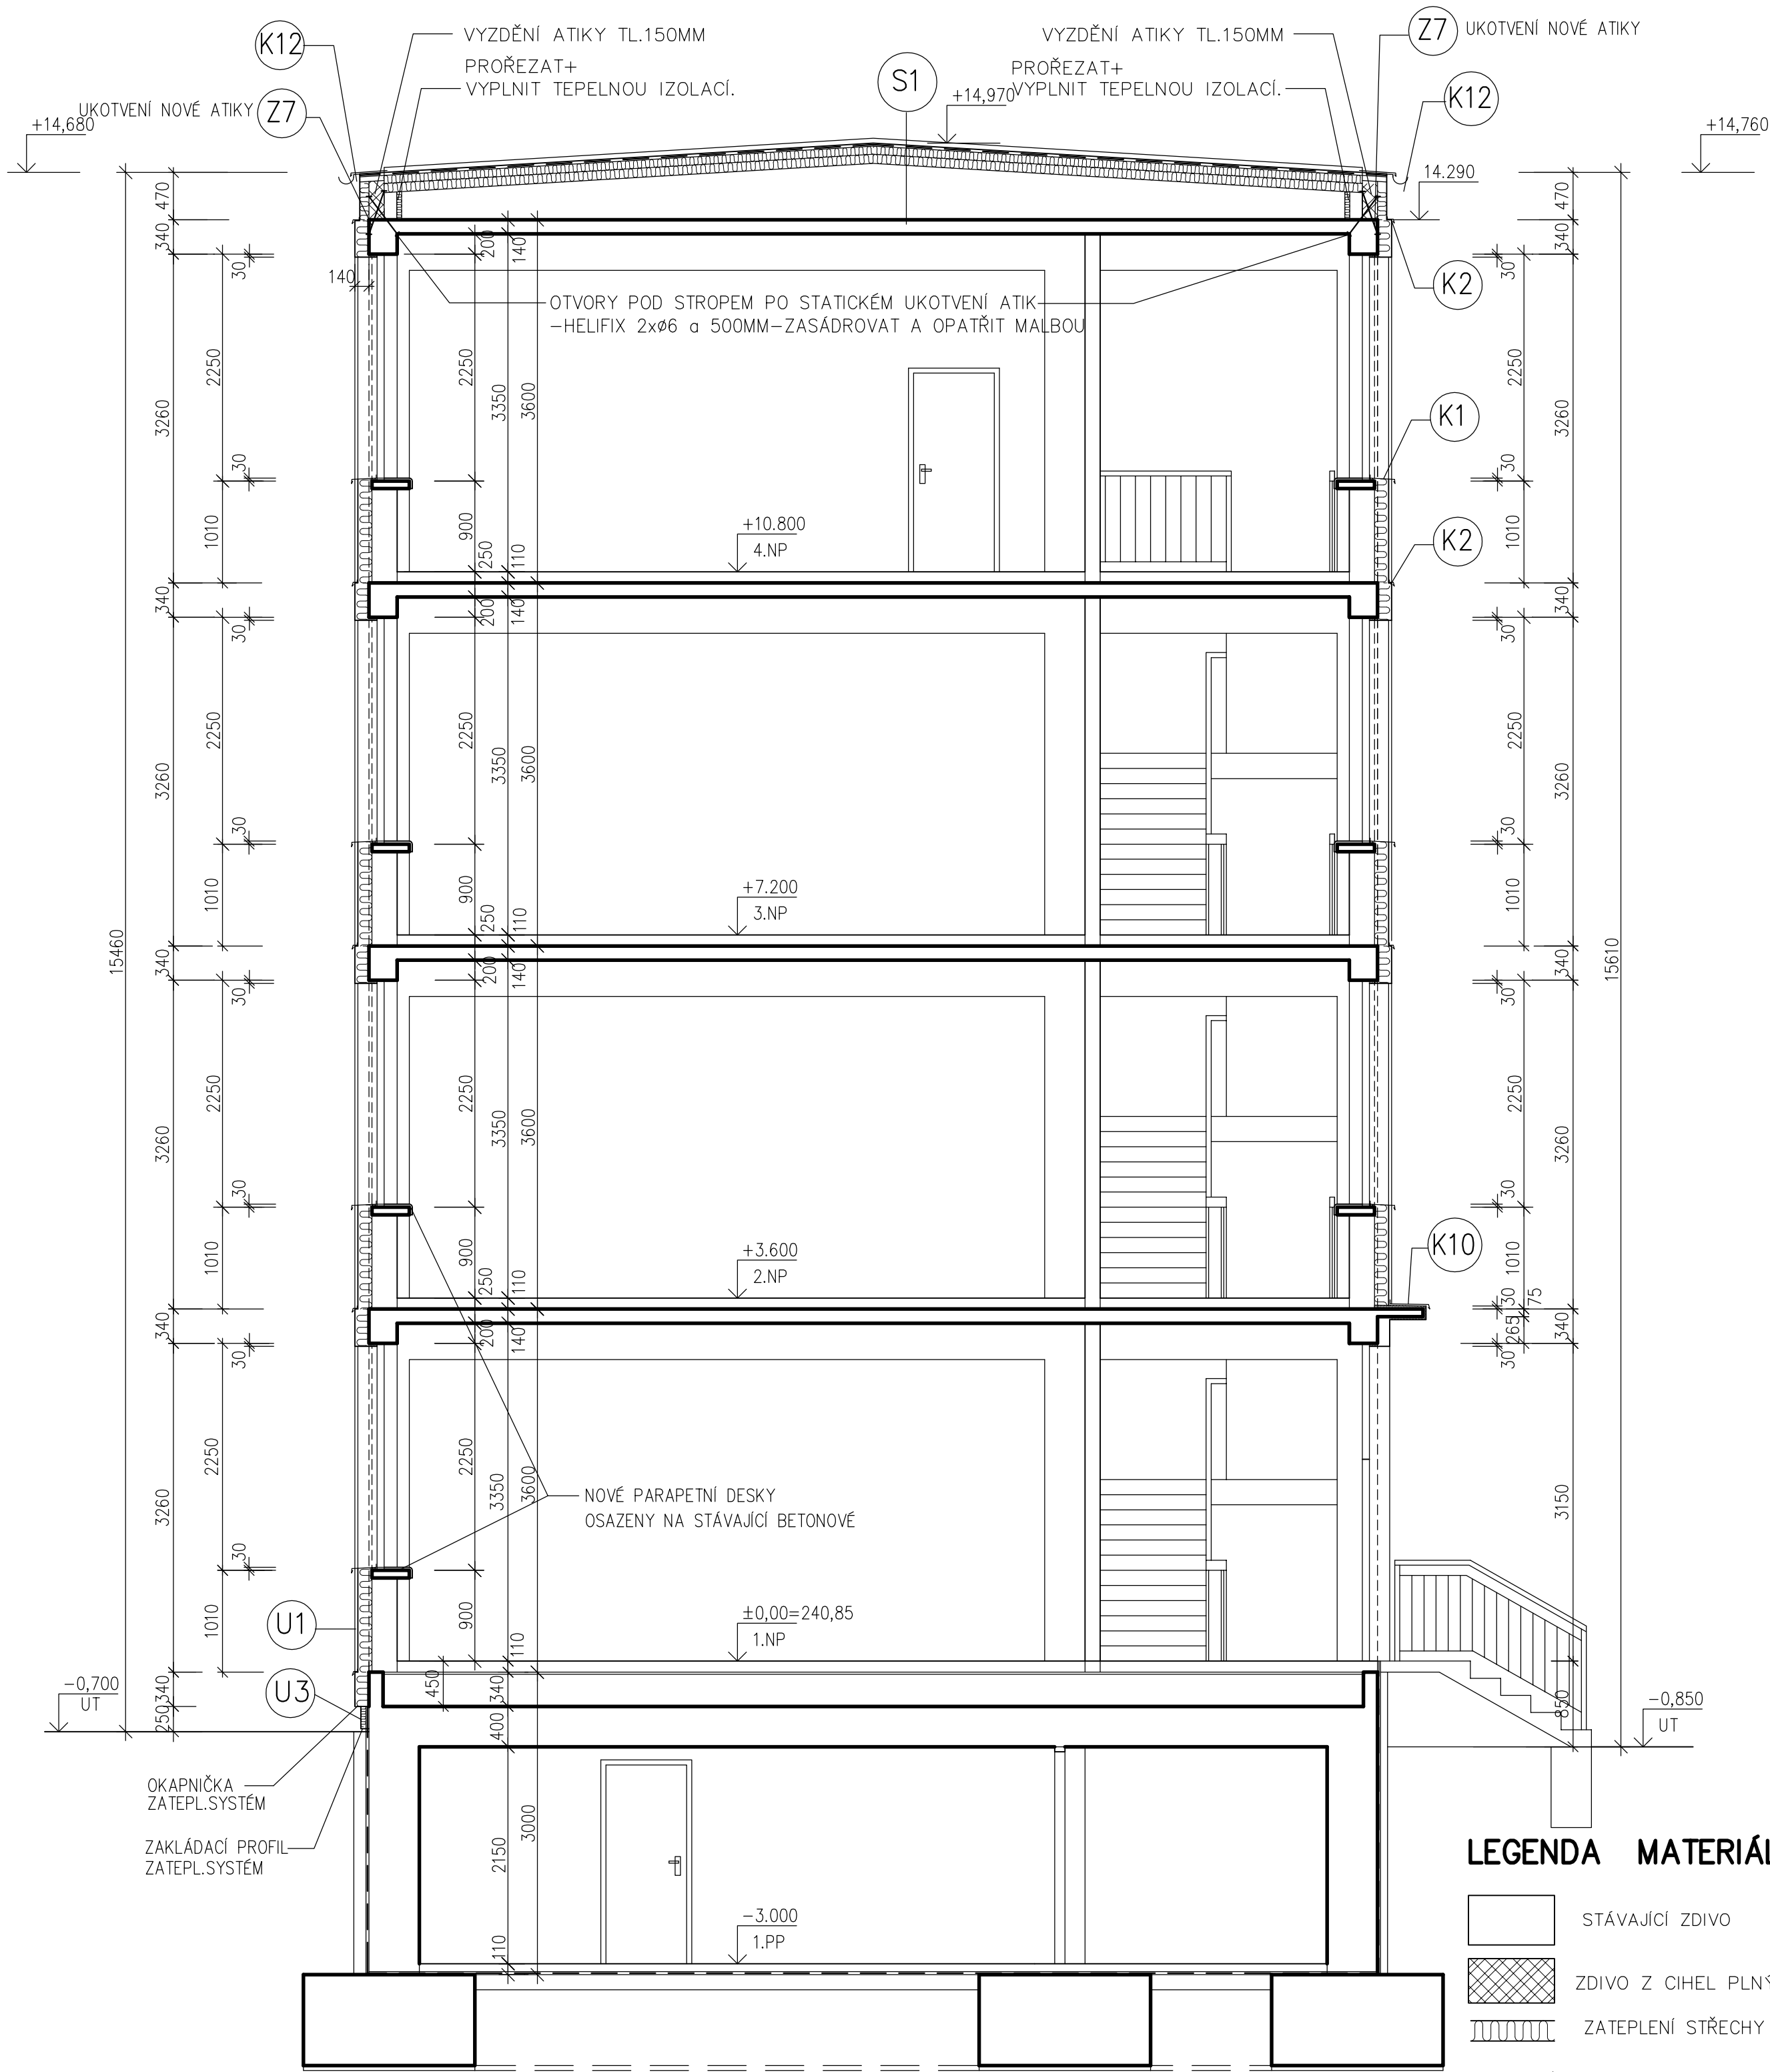 K12
VYZDĚNÍ ATIKY TL.150MM
PROŘEZAT+
VYPLNIT TEPELNOU IZOLACÍ.
S1
+14,970
VYZDĚNÍ ATIKY TL.150MM
PROŘEZAT+
VYPLNIT TEPELNOU IZOLACÍ.
Z7 UKOTVENÍ NOVÉ ATIKY
K12
UKOTVENÍ NOVÉ ATIKY Z7
+14,680
+14,760
14.290
470
340
30
140
200
140
470
340
30
K2
OTVORY POD STROPEM PO STATICKÉM UKOTVENÍ ATIK
-HELIFIX 2xø6 a 500MM-ZASÁDROVAT A OPATŘIT MALBOU
3260
2250
2250
3350
3600
2250
3260
K1
30
1010
900
250
110
+10.800
4.NP
30
1010
K2
340
30
200
140
340
30
3260
2250
2250
3350
3600
2250
3260
30
1010
900
250
110
+7.200
3.NP
30
1010
15460
340
30
200
140
340
30
15610
3260
2250
2250
3350
3600
2250
3260
30
1010
900
250
110
+3.600
2.NP
30
1010
K10
75
30
340
30
200
140
265
340
30
3260
2250
2250
3350
3600
3150
NOVÉ PARAPETNÍ DESKY
OSAZENY NA STÁVAJÍCÍ BETONOVÉ
30
1010
900
110
±0,00=240,85
1.NP
U1
U3
-0,700
UT
340
250
450
340
400
850
-0,850
UT
OKAPNIČKA
ZATEPL.SYSTÉM
ZAKLÁDACÍ PROFIL
ZATEPL.SYSTÉM
2150
3000
110
-3.000
1.PP
LEGENDA MATERIÁL
STÁVAJÍCÍ ZDIVO
ZDIVO Z CIHEL PLNÝ
ZATEPLENÍ STŘECHY